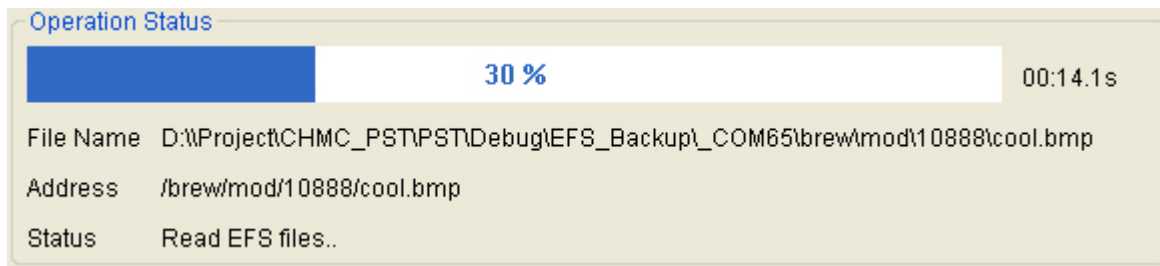 Operation Status
30 % 00:14.1s
File Name D:\\Project\CHMC_PST\PST\Debug\EFS_Backup\_COM65\brew\mod\10888\cool.bmp
Address /brew/mod/10888/cool.bmp
Status Read EFS files..